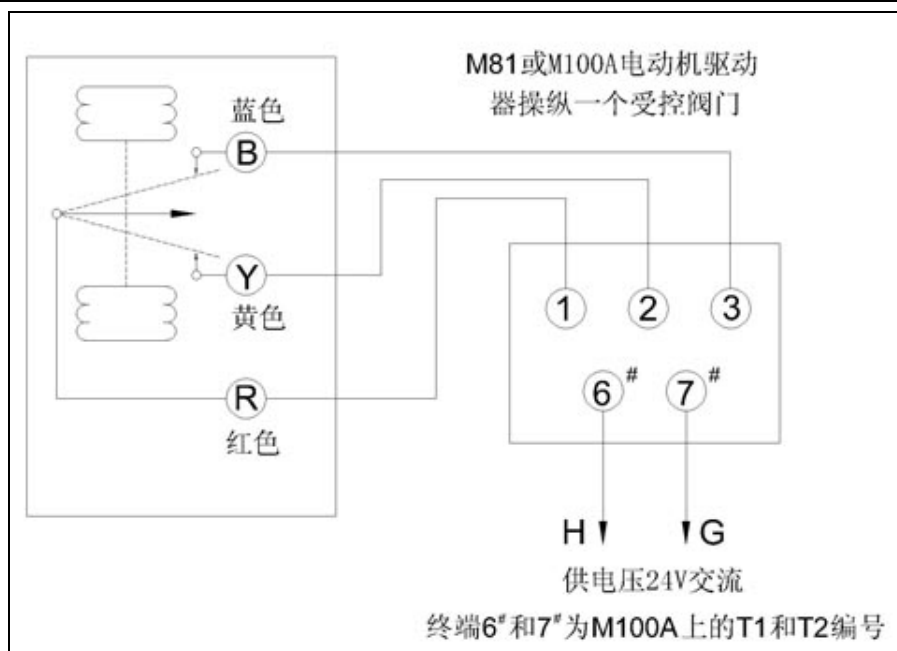 M81或M100A电动机驱动
器操纵一个受控阀门
蓝色
B
Y
黄色
R
红色
1 2 3
6# 7#
H G
供电压24V交流
终端6#和7#为M100A上的T1和T2编号